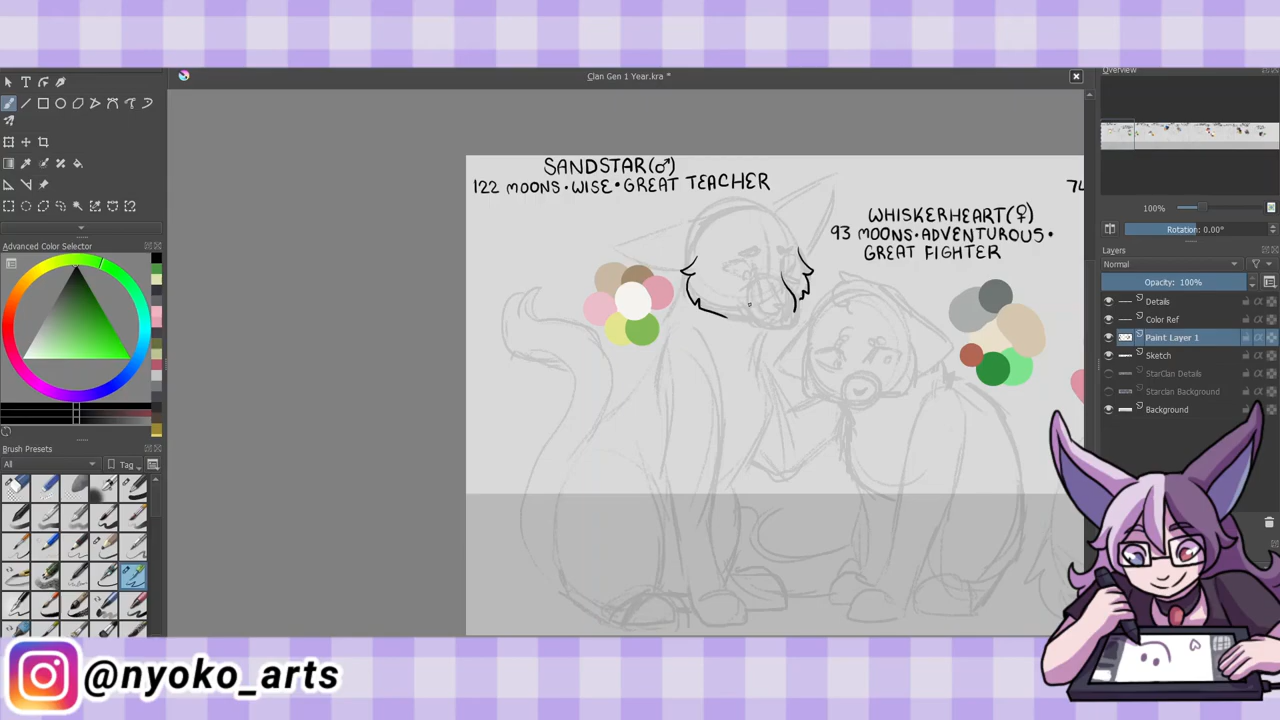 Clan Gen 1 Year.kra *
Overview
SANDSTAR(♂)
122 MOONS•WISE•GREAT TEACHER
74
WHISKERHEART(♀)
93 MOONS•ADVENTUROUS•
GREAT FIGHTER
100%
Rotation: 0.00°
Advanced Color Selector
Layers
Normal
Opacity: 100%
Details
Color Ref
Paint Layer 1
Sketch
StarClan Details
Starclan Background
Background
Brush Presets
All
Tag
@nyoko_arts